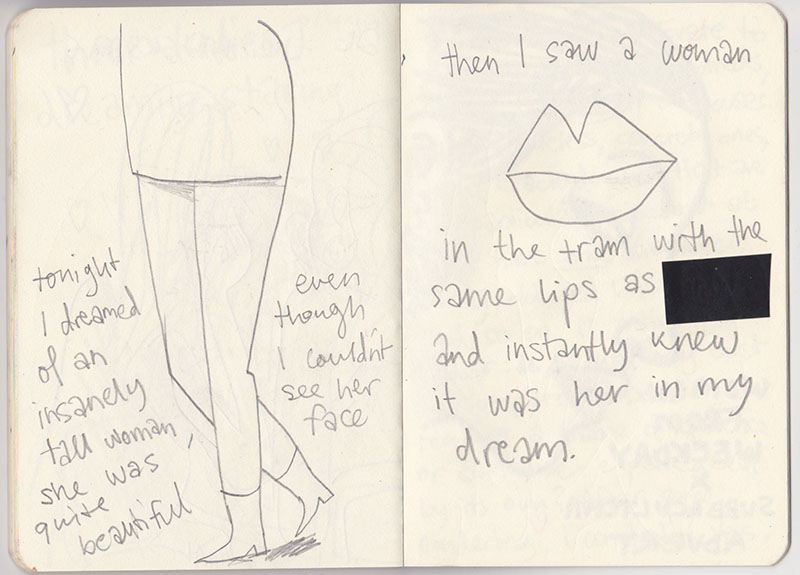 tonight
I dreamed
of an
insanely
tall woman,
she was
quite
beautiful
even
though
I couldn't
see her
face
then I saw a woman
in the tram with the
same lips as
and instantly knew
it was her in my
dream.